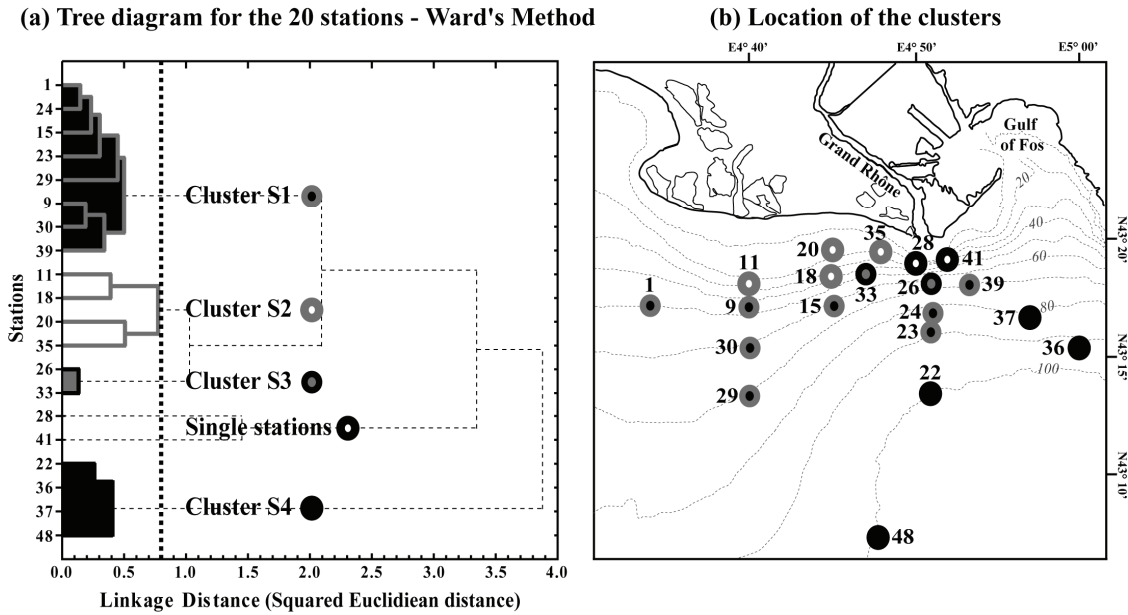 (a) Tree diagram for the 20 stations - Ward's Method
Stations
1
24
15
23
29
9
30
39
11
18
20
35
26
33
28
41
22
36
37
48
Cluster S1
Cluster S2
Cluster S3
Single stations
Cluster S4
0.0 0.5 1.0 1.5 2.0 2.5 3.0 3.5 4.0
Linkage Distance (Squared Euclidiean distance)
(b) Location of the clusters
E4° 40' E4° 50' E5° 00'
Gulf
of Fos
Grand Rhône
20
40
60
80
100
N43° 20'
N43° 15'
N43° 10'
20
35
28
41
11
18
33
26
39
1
9
15
24
37
23
30
36
22
29
48